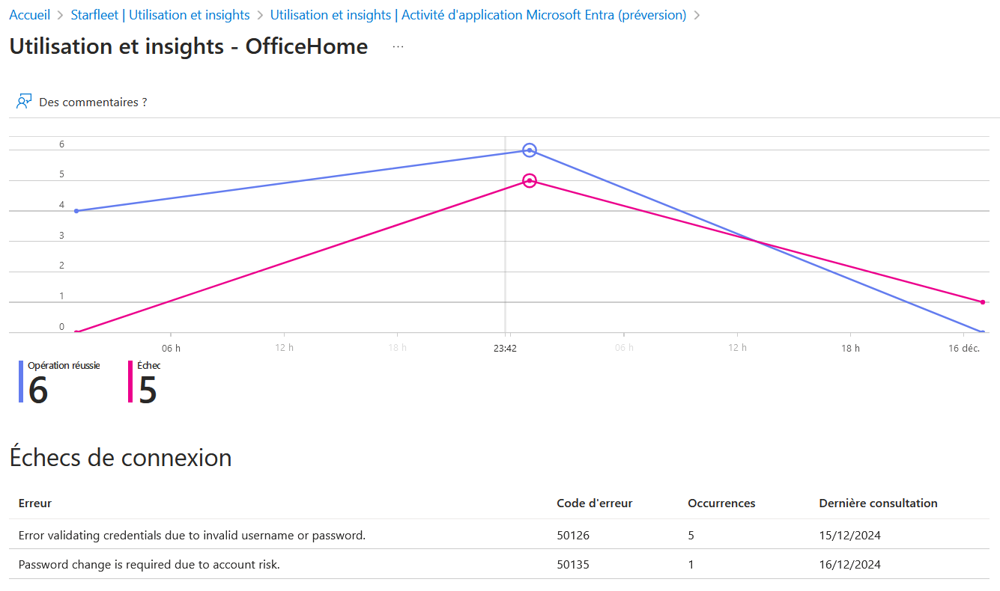 Accueil > Starfleet | Utilisation et insights > Utilisation et insights | Activité d'application Microsoft Entra (préversion) >
Utilisation et insights - OfficeHome ...
Des commentaires ?
6
5
4
3
2
1
0
06 h 12 h 18 h 23:42 06 h 12 h 18 h 16 déc.
Opération réussie Échec
6 5
Échecs de connexion
Erreur Code d'erreur Occurrences Dernière consultation
Error validating credentials due to invalid username or password. 50126 5 15/12/2024
Password change is required due to account risk. 50135 1 16/12/2024